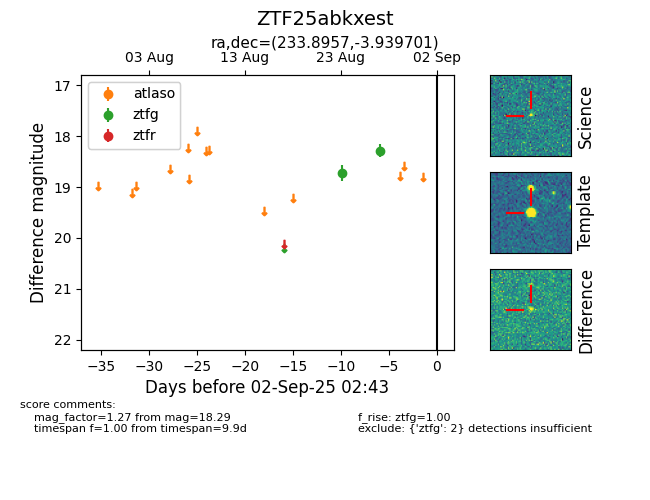 ZTF25abkxest
ra,dec=(233.8957,-3.939701)
03 Aug 13 Aug 23 Aug 02 Sep
atlaso
ztfg
ztfr
17
18
19
20
21
22
Difference magnitude
−35 −30 −25 −20 −15 −10 −5 0
Days before 02-Sep-25 02:43
Science
Template
Difference
score comments:
mag_factor=1.27 from mag=18.29
timespan f=1.00 from timespan=9.9d
f_rise: ztfg=1.00
exclude: {'ztfg': 2} detections insufficient